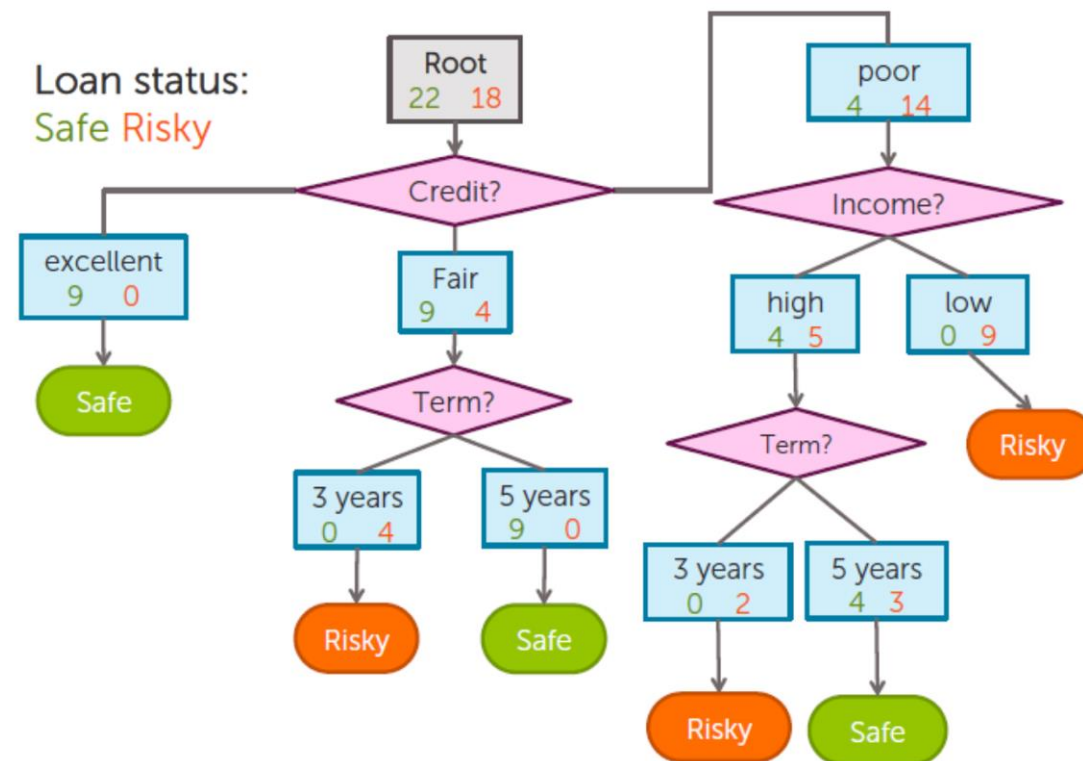 Loan status:
Safe Risky
Root
22 18
Credit?
excellent
9 0
Safe
Fair
9 4
Term?
3 years
0 4
Risky
5 years
9 0
Safe
poor
4 14
Income?
high
4 5
low
0 9
Risky
Term?
3 years
0 2
Risky
5 years
4 3
Safe